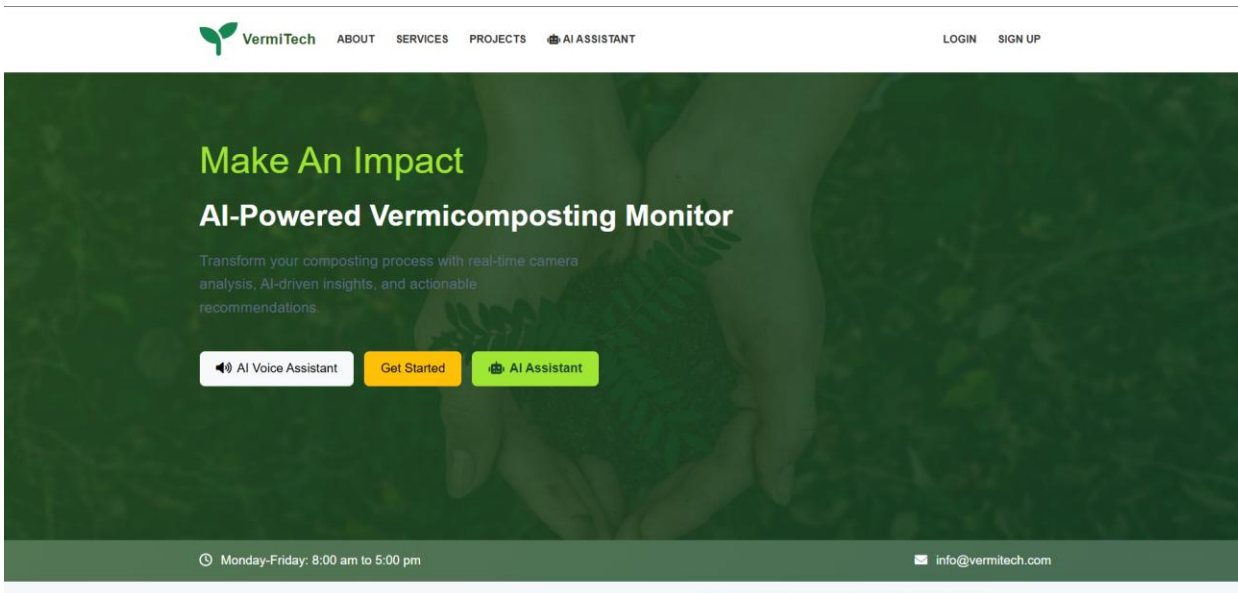 VermiTech ABOUT SERVICES PROJECTS AI ASSISTANT LOGIN SIGN UP
Make An Impact
AI-Powered Vermicomposting Monitor
Transform your composting process with real-time camera
analysis, AI-driven insights, and actionable
recommendations.
AI Voice Assistant Get Started AI Assistant
Monday-Friday: 8:00 am to 5:00 pm info@vermitech.com